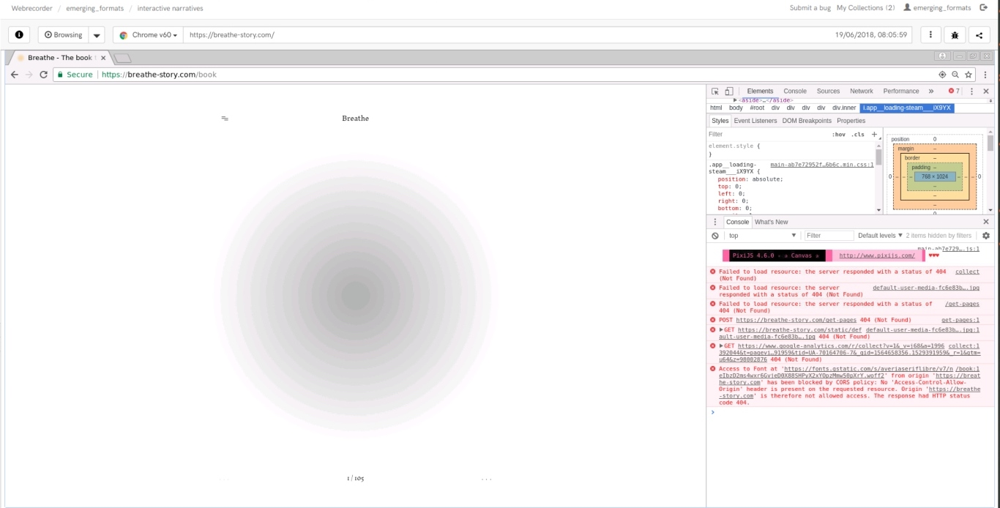 Webrecorder / emerging_formats / interactive narratives
Submit a bug My Collections (2) emerging_formats
Browsing
Chrome v60
https://breathe-story.com/
19/06/2018, 08:05:59
Breathe - The book
Secure https://breathe-story.com/book
Breathe
1/105
. . .
Elements Console Sources Network Performance » 7
<aside>…</aside>
html body #root div div div div div.inner i.app__loading-steam___iX9YX
Styles Event Listeners DOM Breakpoints Properties
Filter :hov .cls +
element.style {
}
.app__loading- main-ab7e72952f…6b6c.min.css:1
steam___iX9YX {
position: absolute;
top: 0;
left: 0;
right: 0;
bottom: 0;
position 0
margin –
border –
padding –
0 – – – 768 × 1024 – – – 0
–
–
–
Console What's New
top Filter Default levels 2 items hidden by filters
main-ab7e729….js:1
PixiJS 4.6.0 - ✰ Canvas ✰ http://www.pixijs.com/ ♥♥♥
Failed to load resource: the server responded with a status of 404 collect
(Not Found)
Failed to load resource: the server default-user-media-fc6e83b….jpg
responded with a status of 404 (Not Found)
Failed to load resource: the server responded with a status of /get-pages
404 (Not Found)
POST https://breathe-story.com/get-pages 404 (Not Found) get-pages:1
GET https://breathe-story.com/static/def default-user-media-fc6e83b….jpg:1
ault-user-media-fc6e83b….jpg 404 (Not Found)
GET https://www.google-analytics.com/r/collect?v=1&_v=j68&a=1996 collect:1
392044&t=pagevi…91959&tid=UA-70164706-7&_gid=1564658356.1529391959&_r=1&gtm=
u64&z=98002876 404 (Not Found)
Access to Font at 'https://fonts.gstatic.com/s/averiaseriflibre/v7/n /book:1
from origin 'https://breat
he-story.com' has been blocked by CORS policy: No 'Access-Control-Allow-
Origin' header is present on the requested resource. Origin 'https://breathe
-story.com' is therefore not allowed access. The response had HTTP status
code 404.